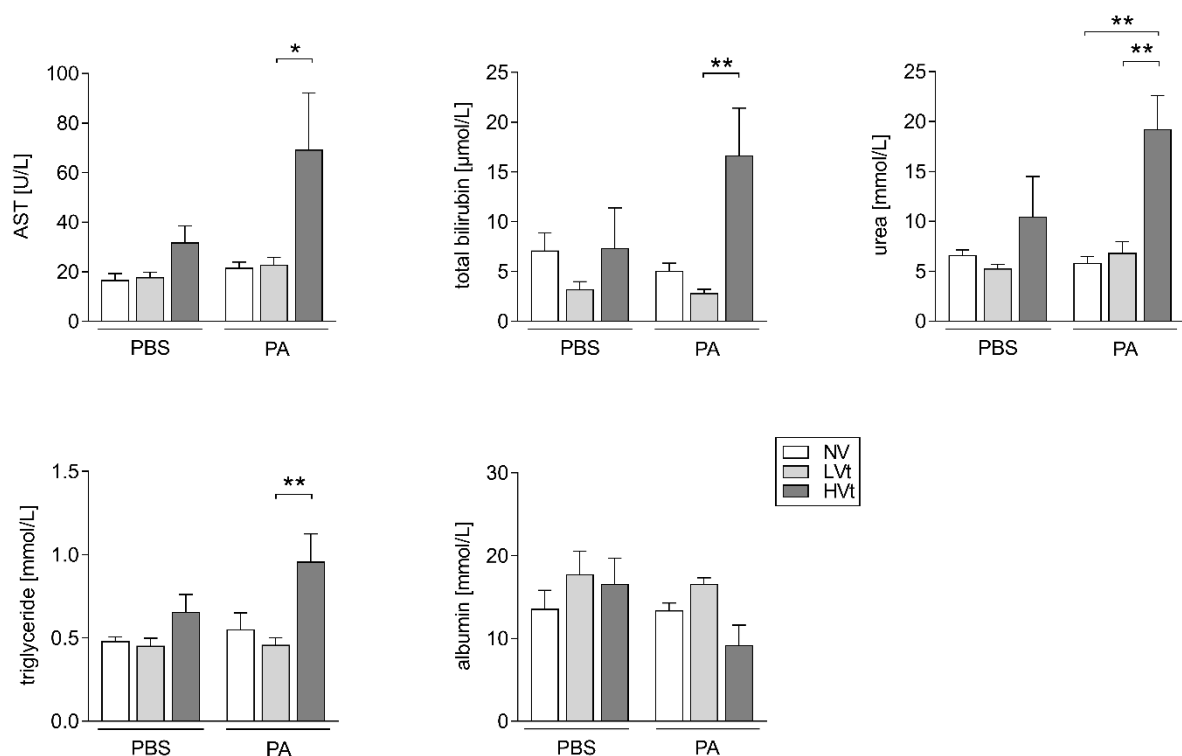 *
100
80
60
40
20
0
AST [U/L]
PBS
PA
**
25
20
15
10
5
0
total bilirubin [µmol/L]
PBS
PA
**
**
25
20
15
10
5
0
urea [mmol/L]
PBS
PA
**
1.5
1.0
0.5
0.0
triglyceride [mmol/L]
PBS
PA
30
20
10
0
albumin [mmol/L]
PBS
PA
NV
LVt
HVt